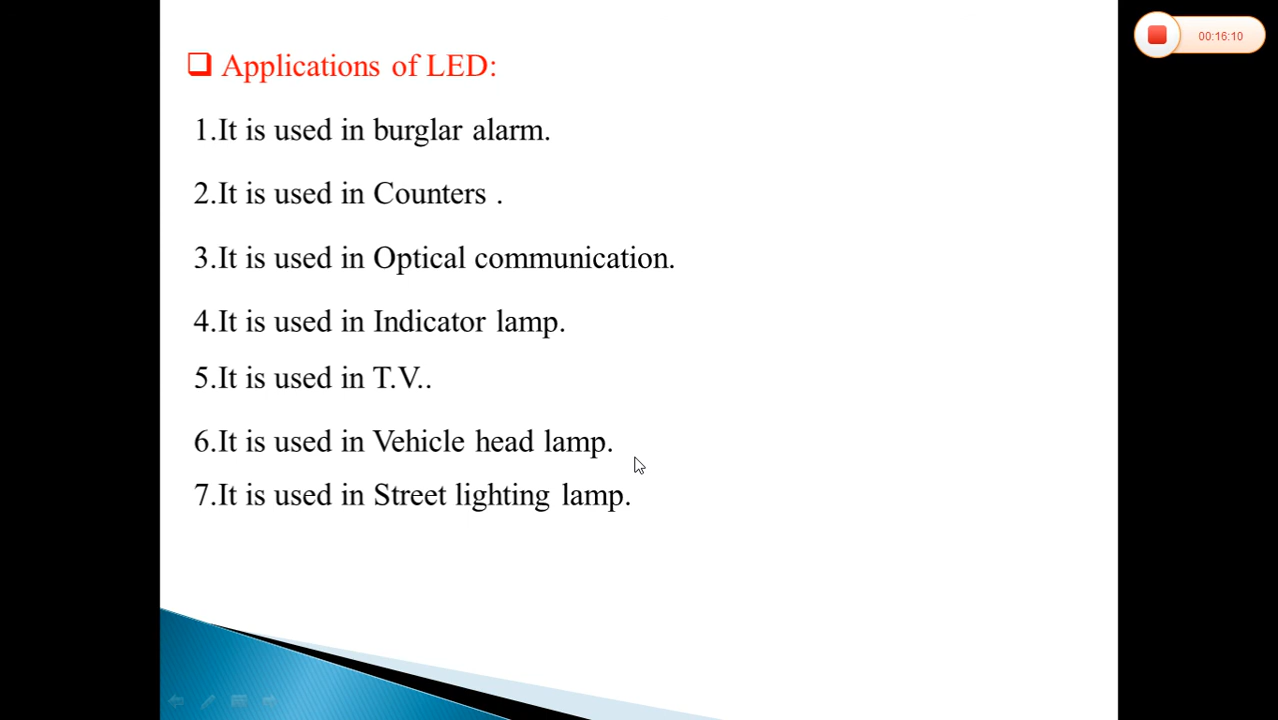 00:16:10
Applications of LED:
1.It is used in burglar alarm.
2.It is used in Counters .
3.It is used in Optical communication.
4.It is used in Indicator lamp.
5.It is used in T.V..
6.It is used in Vehicle head lamp.
7.It is used in Street lighting lamp.